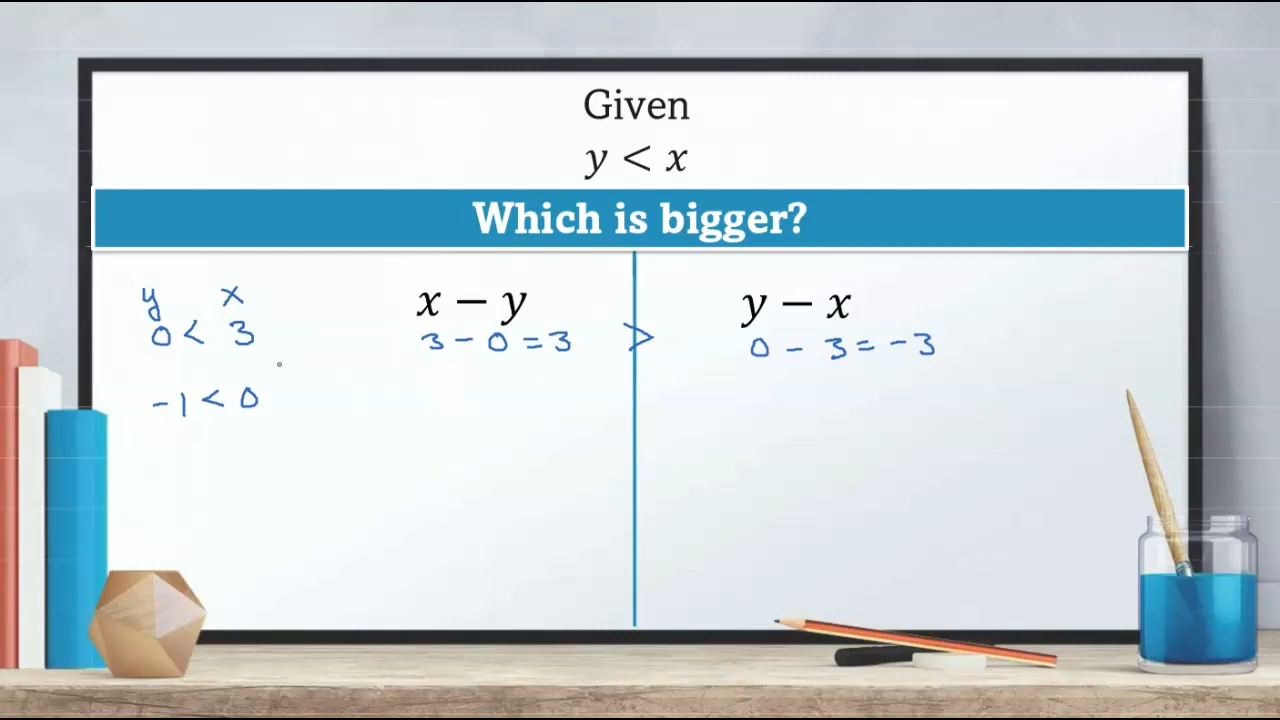 Given
y < x
Which is bigger?
y x
x − y
y − x
0 < 3
3 − 0 = 3
>
0 − 3 = −3
−1 < 0